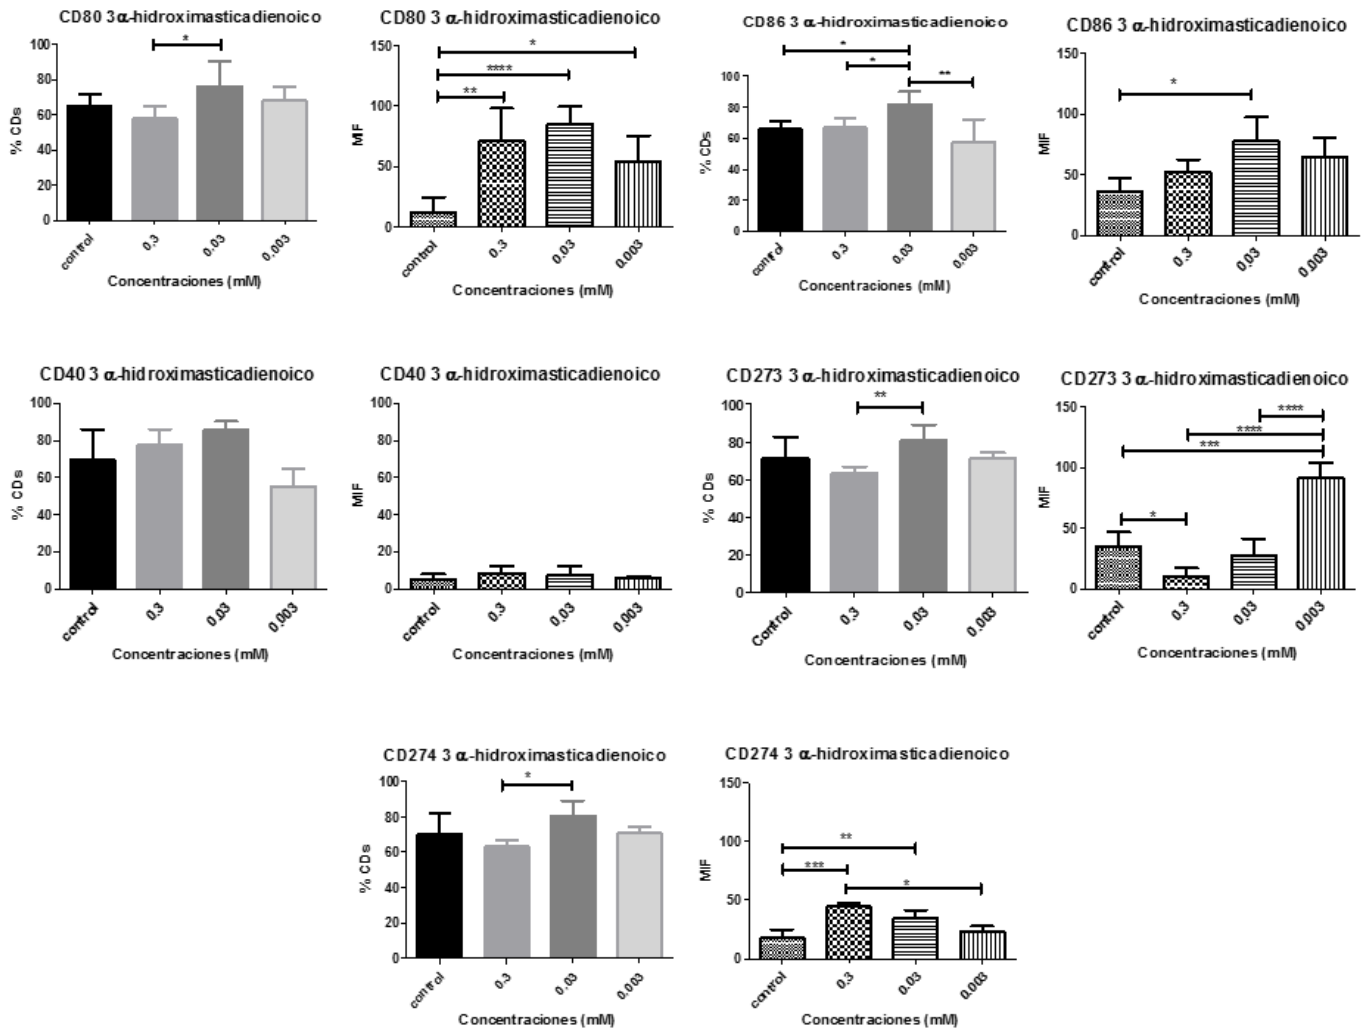 CD80 3α-hidroximasticadienoico
% CDs
100
80
60
40
20
0
*
control
0.3
0.03
0.003
Concentraciones (mM)
CD80 3 α-hidroximasticadienoico
MIF
150
100
50
0
*
****
**
control
0.3
0.03
0.003
Concentraciones (mM)
CD86 3 α-hidroximasticadienoico
% CDs
100
80
60
40
20
0
*
*
**
control
0.3
0.03
0.003
Concentraciones (mM)
CD86 3 α-hidroximasticadienoico
MIF
150
100
50
0
*
control
0.3
0.03
0.003
Concentraciones (mM)
CD40 3 α-hidroximasticadienoico
% CDs
100
80
60
40
20
0
control
0.3
0.03
0.003
Concentraciones (mM)
CD40 3 α-hidroximasticadienoico
MIF
100
80
60
40
20
0
control
0.3
0.03
0.003
Concentraciones (mM)
CD273 3 α-hidroximasticadienoico
% CDs
100
80
60
40
20
0
**
Control
0.3
0.03
0.003
Concentraciones (mM)
CD273 3 α-hidroximasticadienoico
MIF
150
100
50
0
****
****
***
*
control
0.3
0.03
0.003
Concentraciones (mM)
CD274 3 α-hidroximasticadienoico
% CDs
100
80
60
40
20
0
*
control
0.3
0.03
0.003
Concentraciones (mM)
CD274 3 α-hidroximasticadienoico
MIF
150
100
50
0
**
***
*
control
0.3
0.03
0.003
Concentraciones (mM)